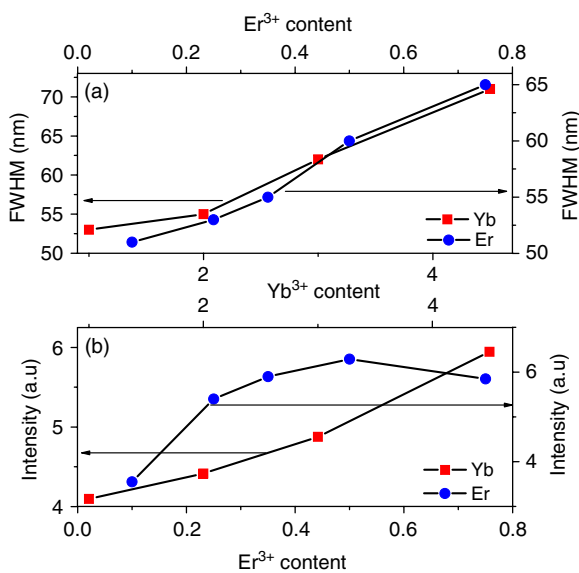 Er3+ content
0.0 0.2 0.4 0.6 0.8
(a)
FWHM (nm)
70
65
60
55
50
65
60
55
50
FWHM (nm)
Yb
Er
2 4
Yb3+ content
2 4
(b)
Intensity (a.u)
6
5
4
6
4
Intensity (a.u)
Yb
Er
0.0 0.2 0.4 0.6 0.8
Er3+ content